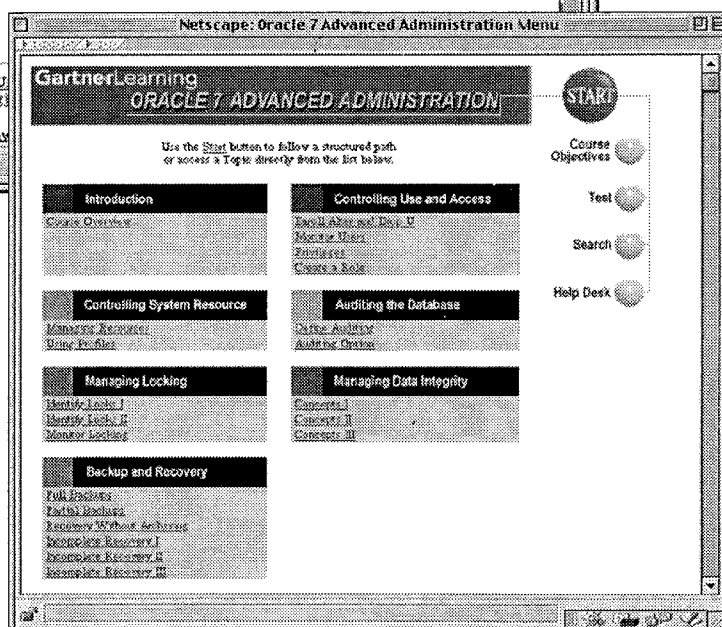 Netscape: Oracle 7 Advanced Administration Menu
GartnerLearning
ORACLE 7 ADVANCED ADMINISTRATION
START
Use the Start button to follow a structured path
or access a Topic directly from the list below.
Course
Objectives
Test
Search
Help Desk
Introduction
Course Overview
Controlling Use and Access
Enroll Alter and Drop U
Monitor Users
Privileges
Create a Role
Controlling System Resource
Managing Resources
Using Profiles
Auditing the Database
Define Auditing
Auditing Option
Managing Locking
Identify Locks I
Identify Locks II
Monitor Locking
Managing Data Integrity
Concepts I
Concepts II
Concepts III
Backup and Recovery
Full Backups
Partial Backups
Recovery Without Archiving
Incomplete Recovery I
Incomplete Recovery II
Incomplete Recovery III